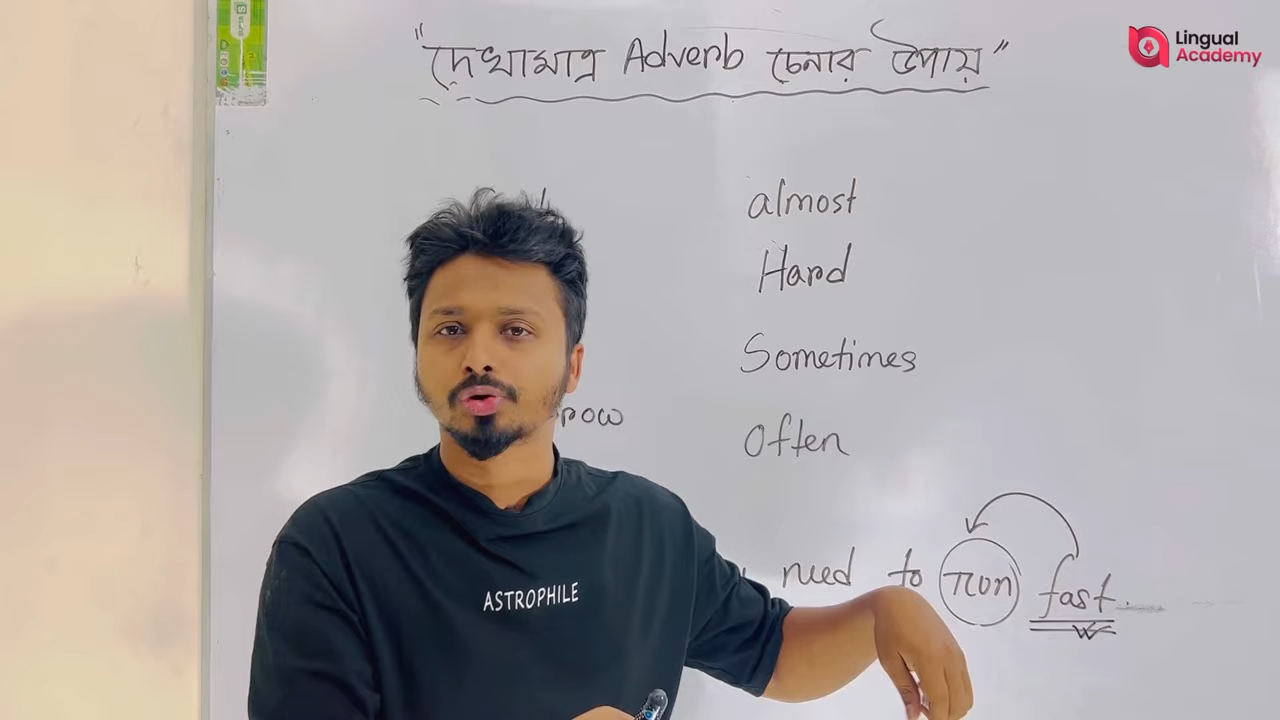 "দেখামাত্র Adverb চেনার উপায়"
Lingual
Academy
almost
Hard
Sometimes
Often
need to run fast.
ASTROPHILE